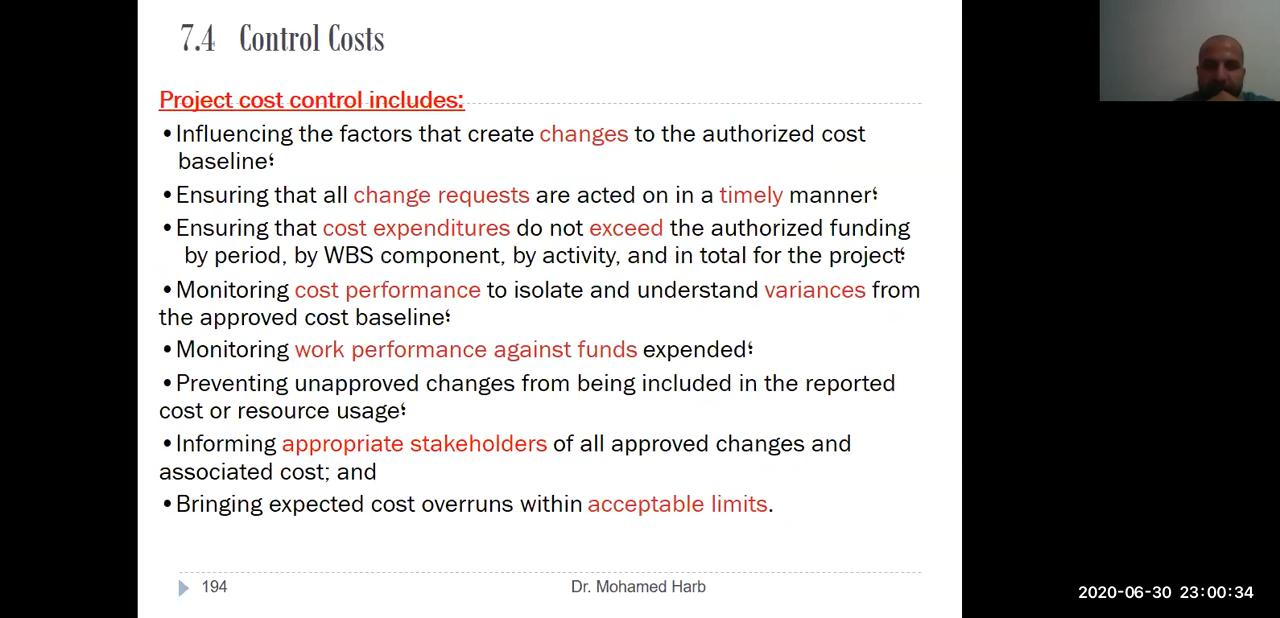 7.4 Control Costs
Project cost control includes:
•Influencing the factors that create changes to the authorized cost
baseline؛
•Ensuring that all change requests are acted on in a timely manner؛
•Ensuring that cost expenditures do not exceed the authorized funding
by period, by WBS component, by activity, and in total for the project؛
•Monitoring cost performance to isolate and understand variances from
the approved cost baseline؛
•Monitoring work performance against funds expended؛
•Preventing unapproved changes from being included in the reported
cost or resource usage؛
•Informing appropriate stakeholders of all approved changes and
associated cost; and
•Bringing expected cost overruns within acceptable limits.
194
Dr. Mohamed Harb
2020-06-30 23:00:34